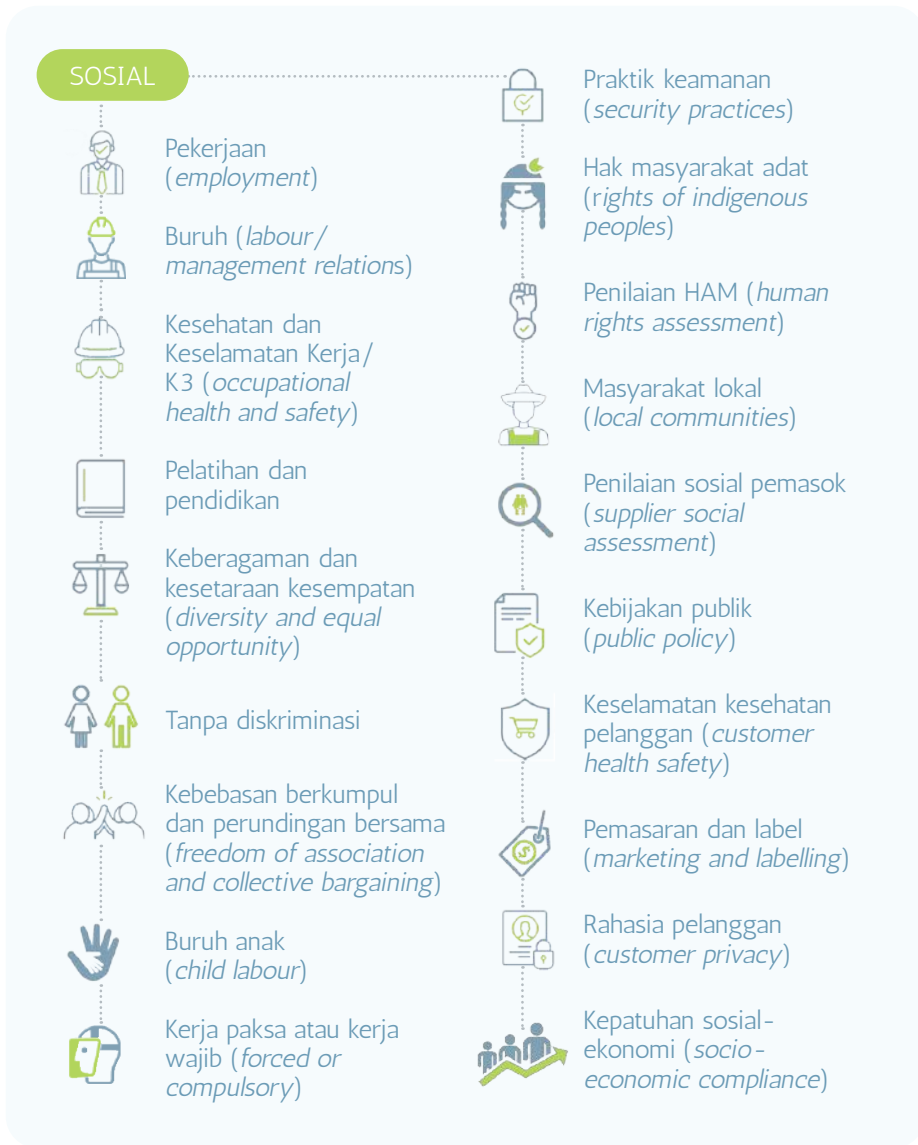 SOSIAL
Pekerjaan
(employment)
Buruh (labour/
management relations)
Kesehatan dan
Keselamatan Kerja/
K3 (occupational
health and safety)
Pelatihan dan
pendidikan
Keberagaman dan
kesetaraan kesempatan
(diversity and equal
opportunity)
Tanpa diskriminasi
Kebebasan berkumpul
dan perundingan bersama
(freedom of association
and collective bargaining)
Buruh anak
(child labour)
Kerja paksa atau kerja
wajib (forced or
compulsory)
Praktik keamanan
(security practices)
Hak masyarakat adat
(rights of indigenous
peoples)
Penilaian HAM (human
rights assessment)
Masyarakat lokal
(local communities)
Penilaian sosial pemasok
(supplier social
assessment)
Kebijakan publik
(public policy)
Keselamatan kesehatan
pelanggan (customer
health safety)
Pemasaran dan label
(marketing and labelling)
Rahasia pelanggan
(customer privacy)
Kepatuhan sosial-
ekonomi (socio-
economic compliance)